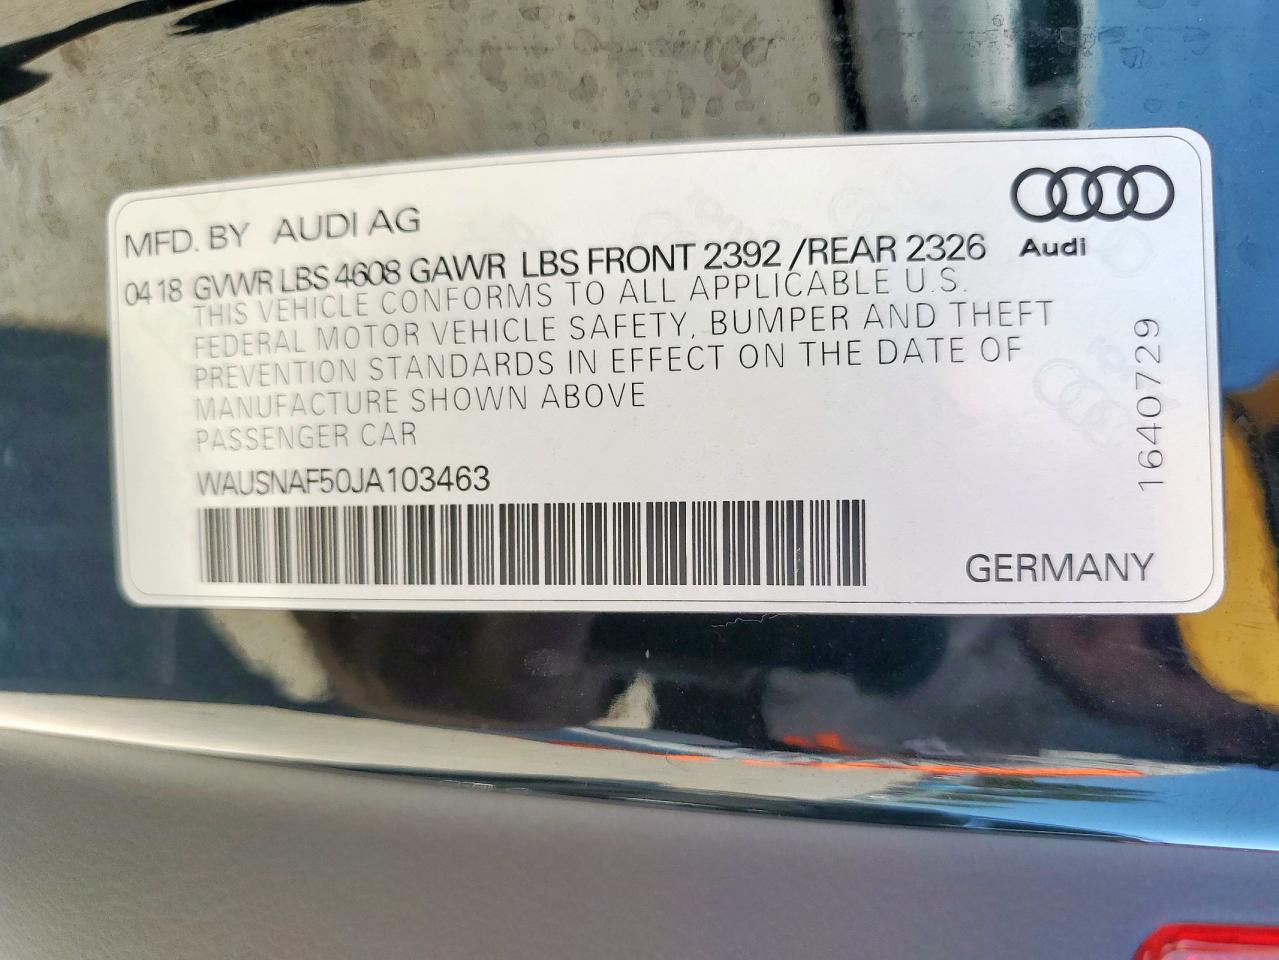 MFD. BY AUDI AG
Audi
04 18 GVWR LBS 4608 GAWR LBS FRONT 2392 /REAR 2326
THIS VEHICLE CONFORMS TO ALL APPLICABLE U.S.
FEDERAL MOTOR VEHICLE SAFETY, BUMPER AND THEFT
PREVENTION STANDARDS IN EFFECT ON THE DATE OF
MANUFACTURE SHOWN ABOVE
PASSENGER CAR
WAUSNAF50JA103463
1640729
GERMANY